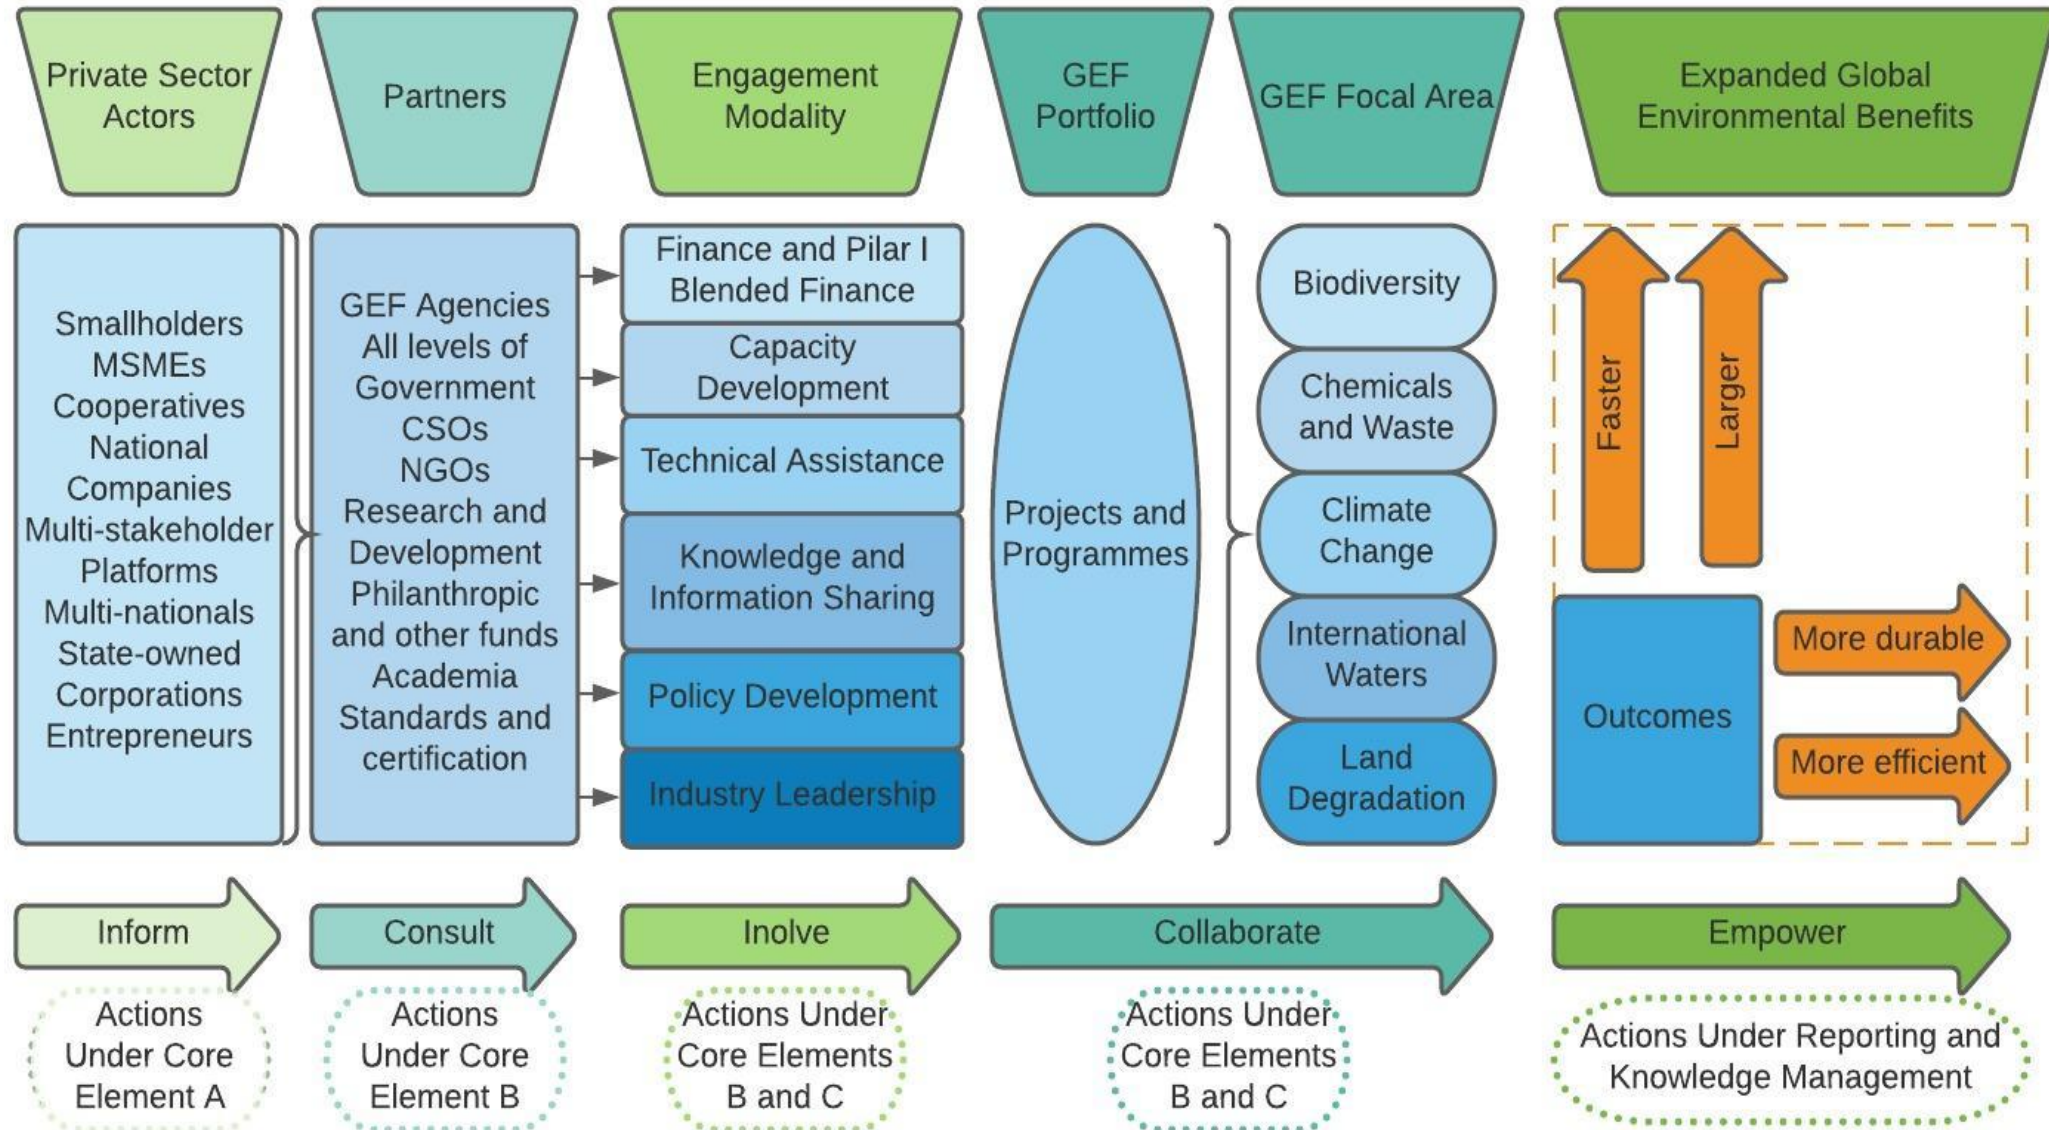 Private Sector
Actors
Partners
Engagement
Modality
GEF
Portfolio
GEF Focal Area
Expanded Global
Environmental Benefits
Smallholders
MSMEs
Cooperatives
National
Companies
Multi-stakeholder
Platforms
Multi-nationals
State-owned
Corporations
Entrepreneurs
GEF Agencies
All levels of
Government
CSOs
NGOs
Research and
Development
Philanthropic
and other funds
Academia
Standards and
certification
Finance and Pilar I
Blended Finance
Capacity
Development
Technical Assistance
Knowledge and
Information Sharing
Policy Development
Industry Leadership
Projects and
Programmes
Biodiversity
Chemicals
and Waste
Climate
Change
International
Waters
Land
Degradation
Faster
Larger
Outcomes
More durable
More efficient
Inform
Consult
Inolve
Collaborate
Empower
Actions
Under Core
Element A
Actions
Under Core
Element B
Actions Under
Core Elements
B and C
Actions Under
Core Elements
B and C
Actions Under Reporting and
Knowledge Management